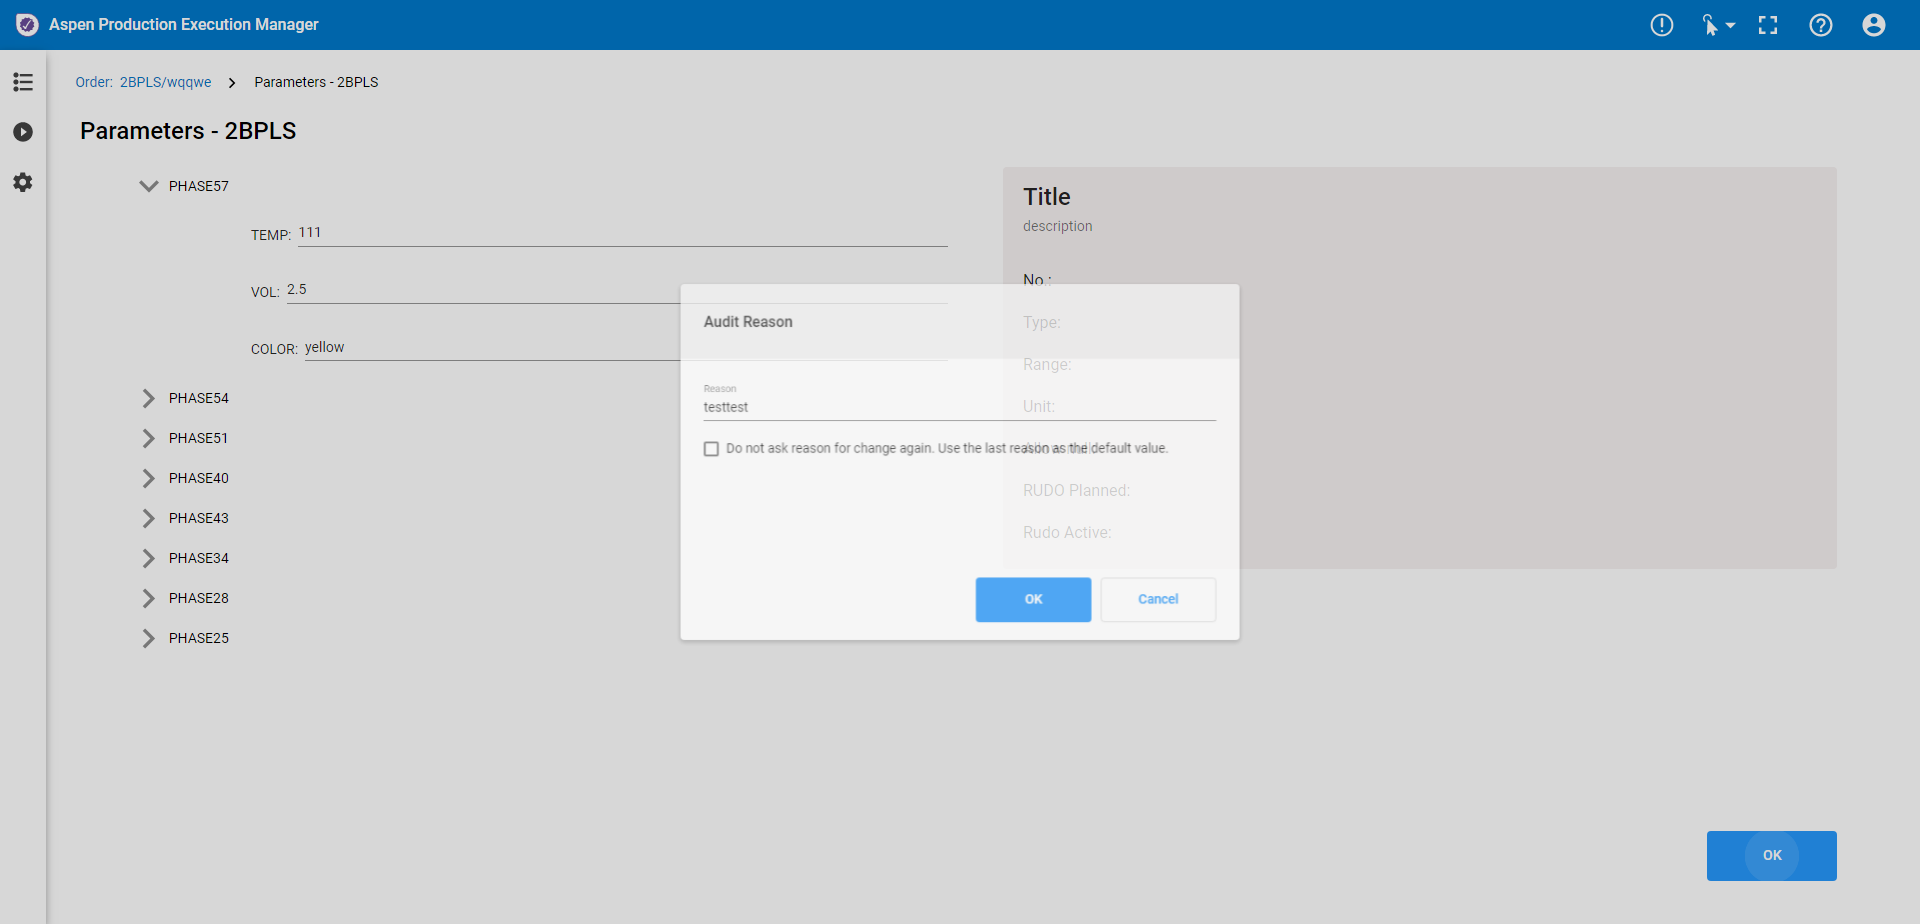 Aspen Production Execution Manager
Order: 2BPLS/wqqwe > Parameters - 2BPLS
Parameters - 2BPLS
PHASE57
TEMP: 111
VOL: 2.5
COLOR: yellow
PHASE54
PHASE51
PHASE40
PHASE43
PHASE34
PHASE28
PHASE25
Title
description
No.:
Type:
Range:
Unit:
RUDO Planned:
Rudo Active:
Audit Reason
Reason
testtest
Do not ask reason for change again. Use the last reason as the default value.
OK
Cancel
OK